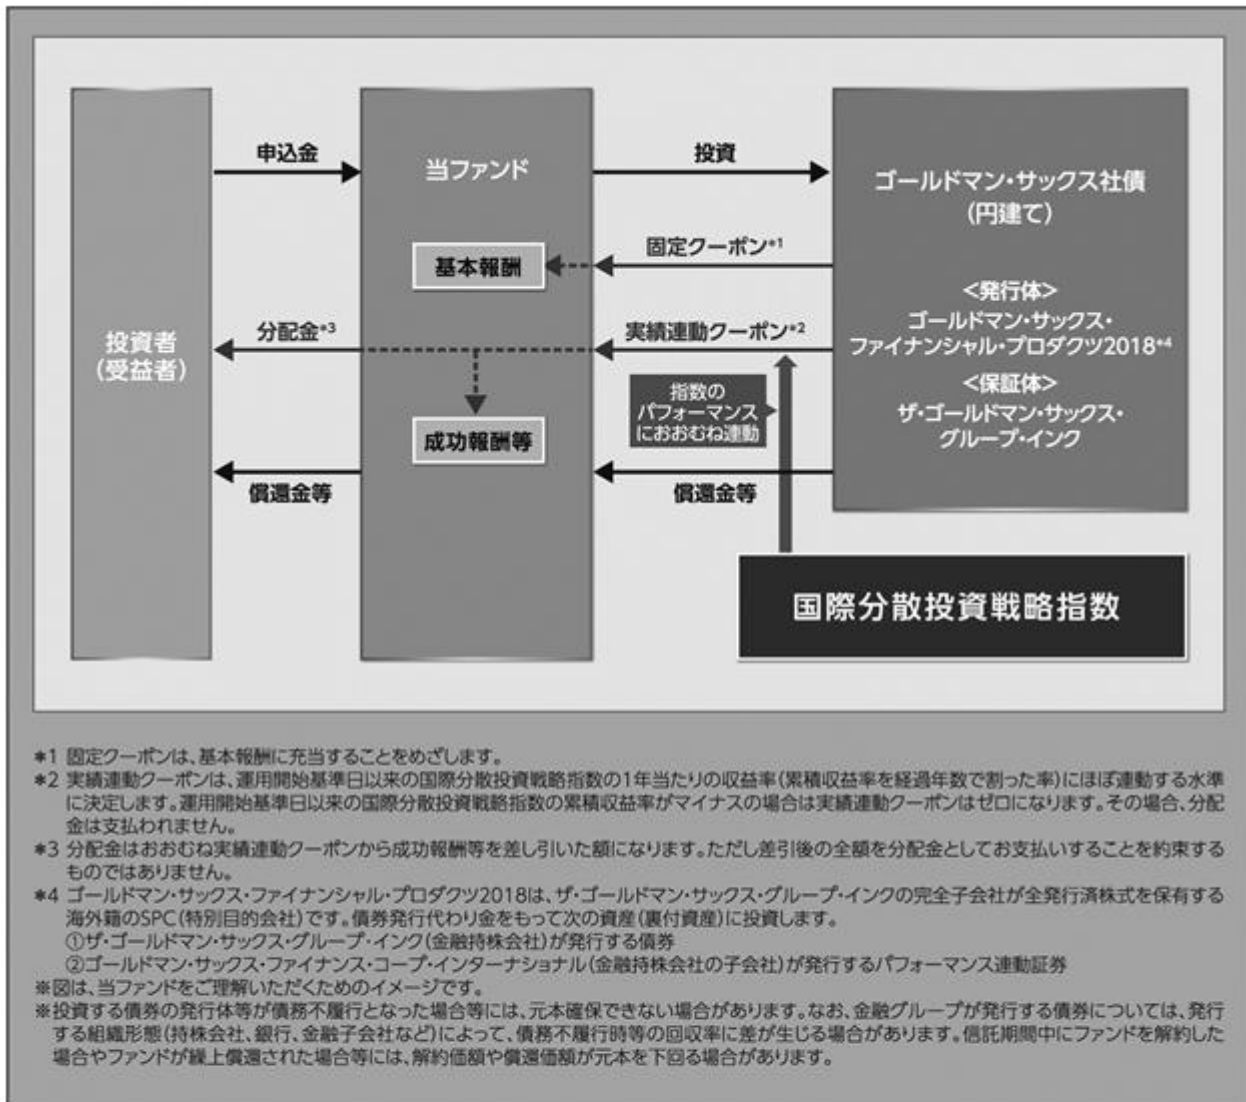 申込金
当ファンド
投資
ゴールドマン・サックス社債
(円建て)
固定クーポン*1
基本報酬
<発行体>
ゴールドマン・サックス・
ファイナンシャル・プロダクツ2018*4
分配金*3
実績連動クーポン*2
投資者
(受益者)
<保証体>
ザ・ゴールドマン・サックス・
グループ・インク
指数の
パフォーマンス
におおむね連動
成功報酬等
償還金等
償還金等
国際分散投資戦略指数
*1 固定クーポンは、基本報酬に充当することをめざします。
*2 実績連動クーポンは、運用開始基準日以来の国際分散投資戦略指数の1年当たりの収益率(累積収益率を経過年数で割った率)にほぼ連動する水準
に決定します。運用開始基準日以来の国際分散投資戦略指数の累積収益率がマイナスの場合は実績連動クーポンはゼロになります。その場合、分配
金は支払われません。
*3 分配金はおおむね実績連動クーポンから成功報酬等を差し引いた額になります。ただし差引後の全額を分配金としてお支払いすることを約束する
ものではありません。
*4 ゴールドマン・サックス・ファイナンシャル・プロダクツ2018は、ザ・ゴールドマン・サックス・グループ・インクの完全子会社が全発行済株式を保有する
海外籍のSPC(特別目的会社)です。債券発行代わり金をもって次の資産(裏付資産)に投資します。
①ザ・ゴールドマン・サックス・グループ・インク(金融持株会社)が発行する債券
②ゴールドマン・サックス・ファイナンス・コープ・インターナショナル(金融持株会社の子会社)が発行するパフォーマンス連動証券
※図は、当ファンドをご理解いただくためのイメージです。
※投資する債券の発行体等が債務不履行となった場合等には、元本確保できない場合があります。なお、金融グループが発行する債券については、発行
する組織形態(持株会社、銀行、金融子会社など)によって、債務不履行時等の回収率に差が生じる場合があります。信託期間中にファンドを解約した
場合やファンドが繰上償還された場合等には、解約価額や償還価額が元本を下回る場合があります。